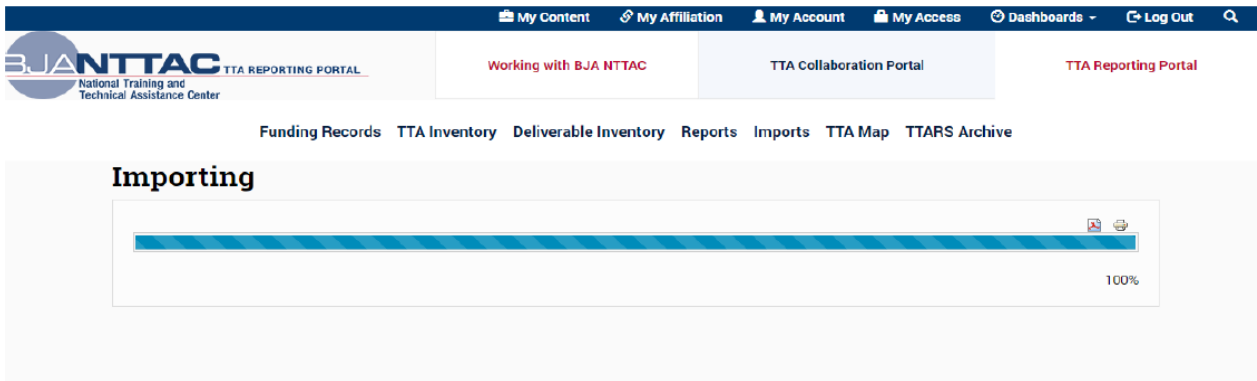 My Content My Affiliation My Account My Access Dashboards Log Out
BJA NTTAC TTA REPORTING PORTAL
National Training and
Technical Assistance Center
Working with BJA NTTAC TTA Collaboration Portal TTA Reporting Portal
Funding Records TTA Inventory Deliverable Inventory Reports Imports TTA Map TTARS Archive
Importing
100%